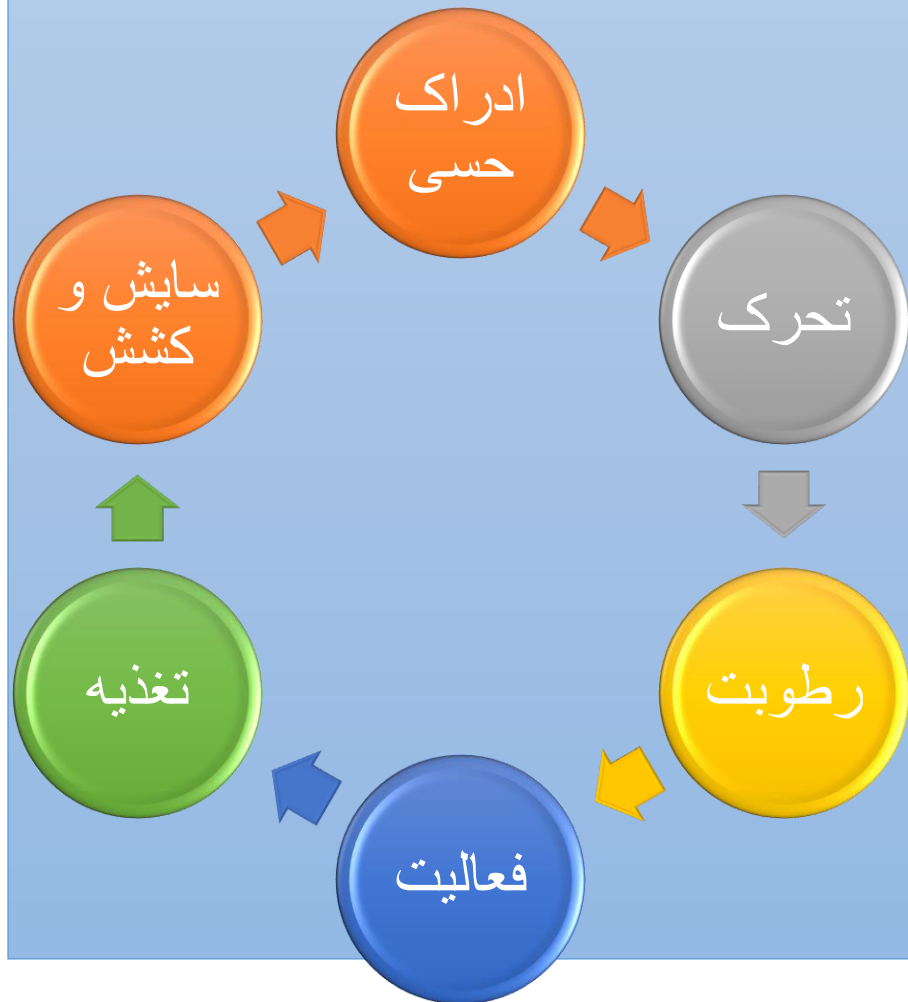 ادراک
حسی
تحرک
رطوبت
فعالیت
تغذیه
سایش و
کشش